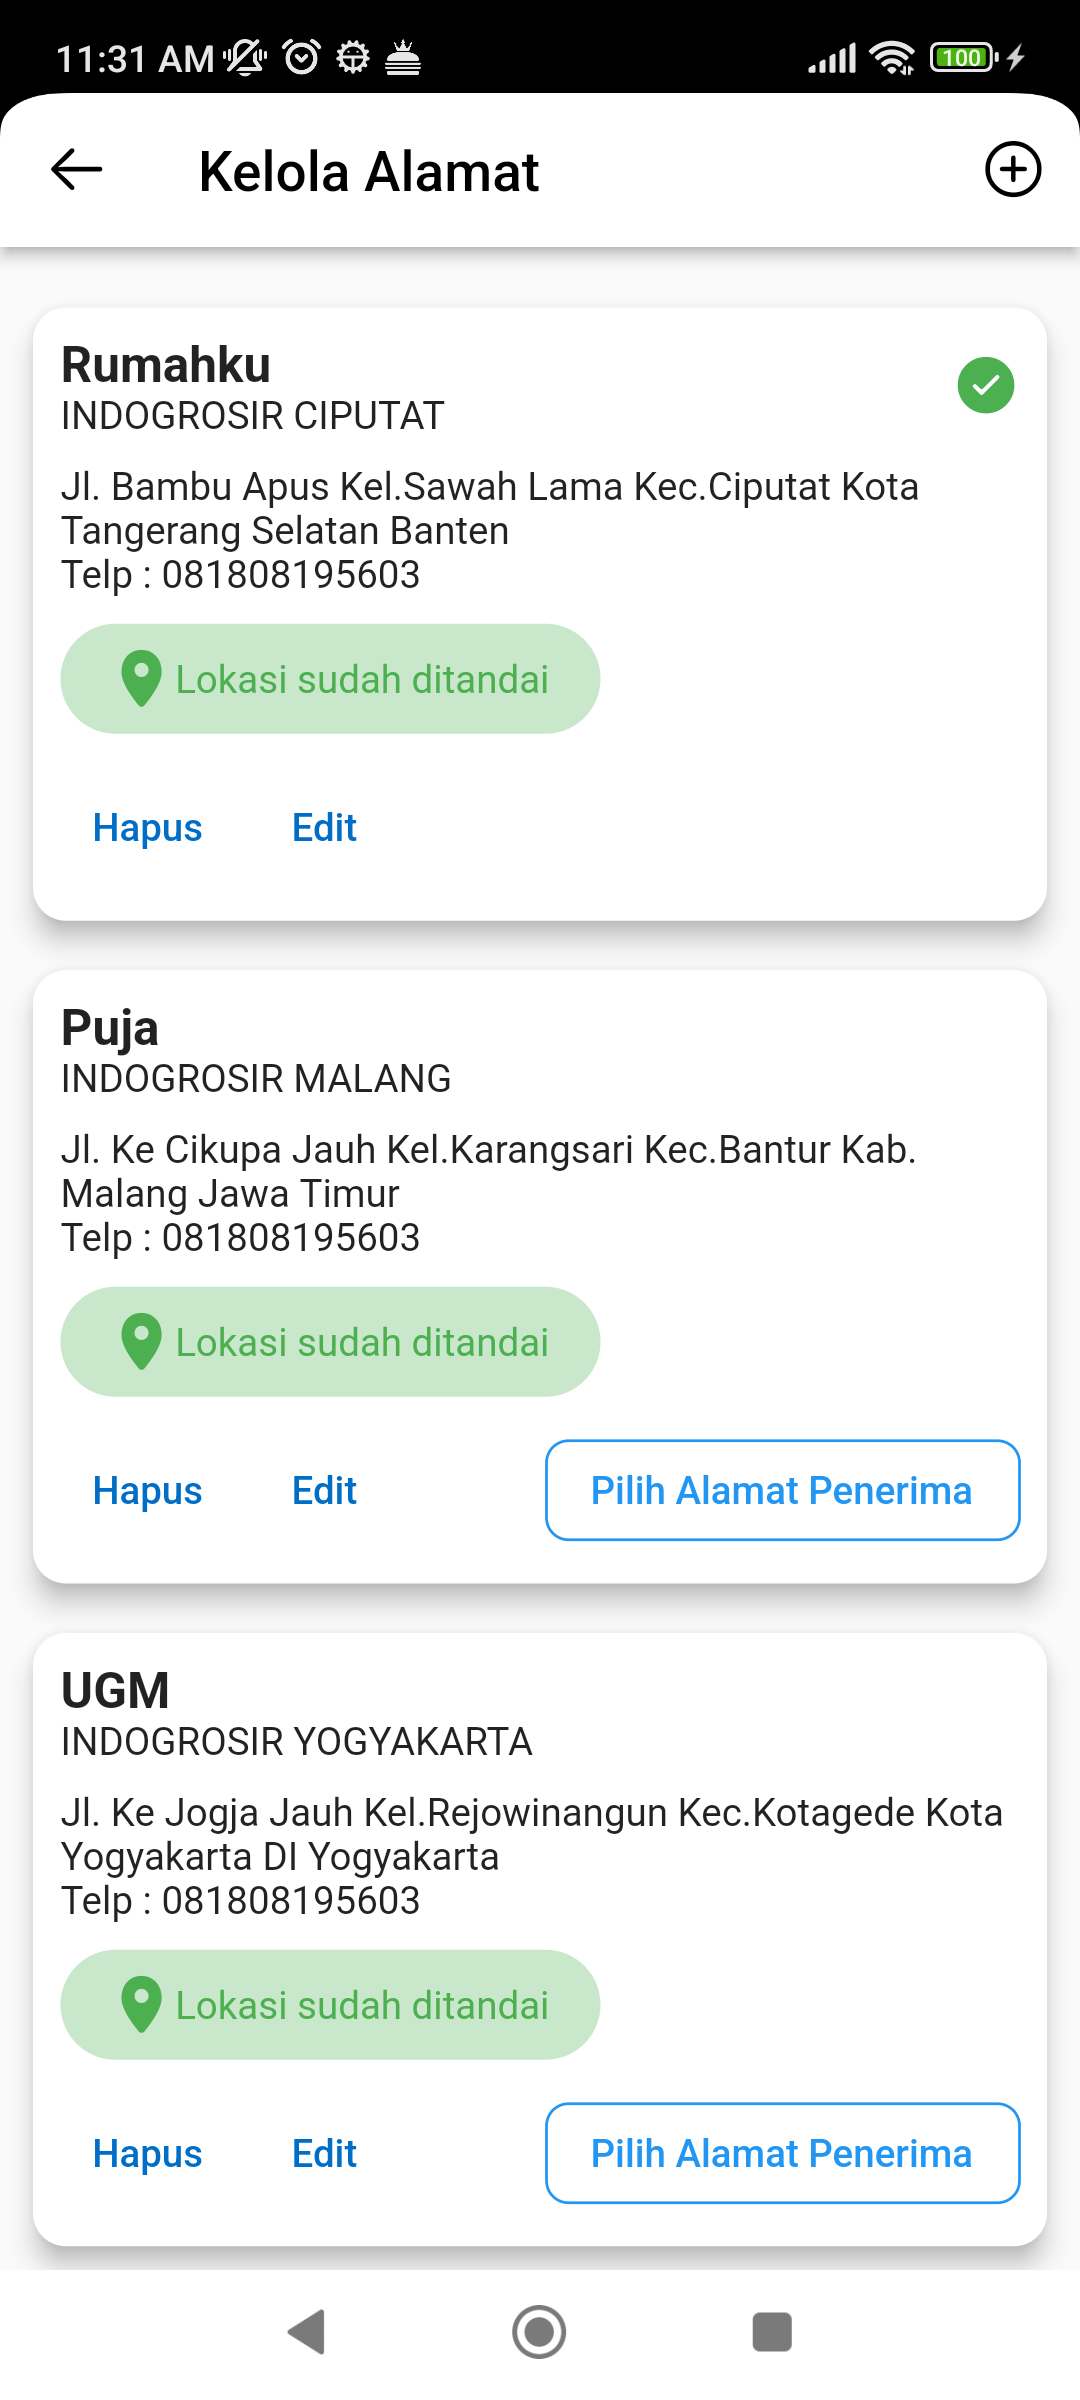 11:31 AM
100
Kelola Alamat
Rumahku
INDOGROSIR CIPUTAT
Jl. Bambu Apus Kel.Sawah Lama Kec.Ciputat Kota
Tangerang Selatan Banten
Telp : 081808195603
Lokasi sudah ditandai
Hapus Edit
Puja
INDOGROSIR MALANG
Jl. Ke Cikupa Jauh Kel.Karangsari Kec.Bantur Kab.
Malang Jawa Timur
Telp : 081808195603
Lokasi sudah ditandai
Hapus Edit Pilih Alamat Penerima
UGM
INDOGROSIR YOGYAKARTA
Jl. Ke Jogja Jauh Kel.Rejowinangun Kec.Kotagede Kota
Yogyakarta DI Yogyakarta
Telp : 081808195603
Lokasi sudah ditandai
Hapus Edit Pilih Alamat Penerima